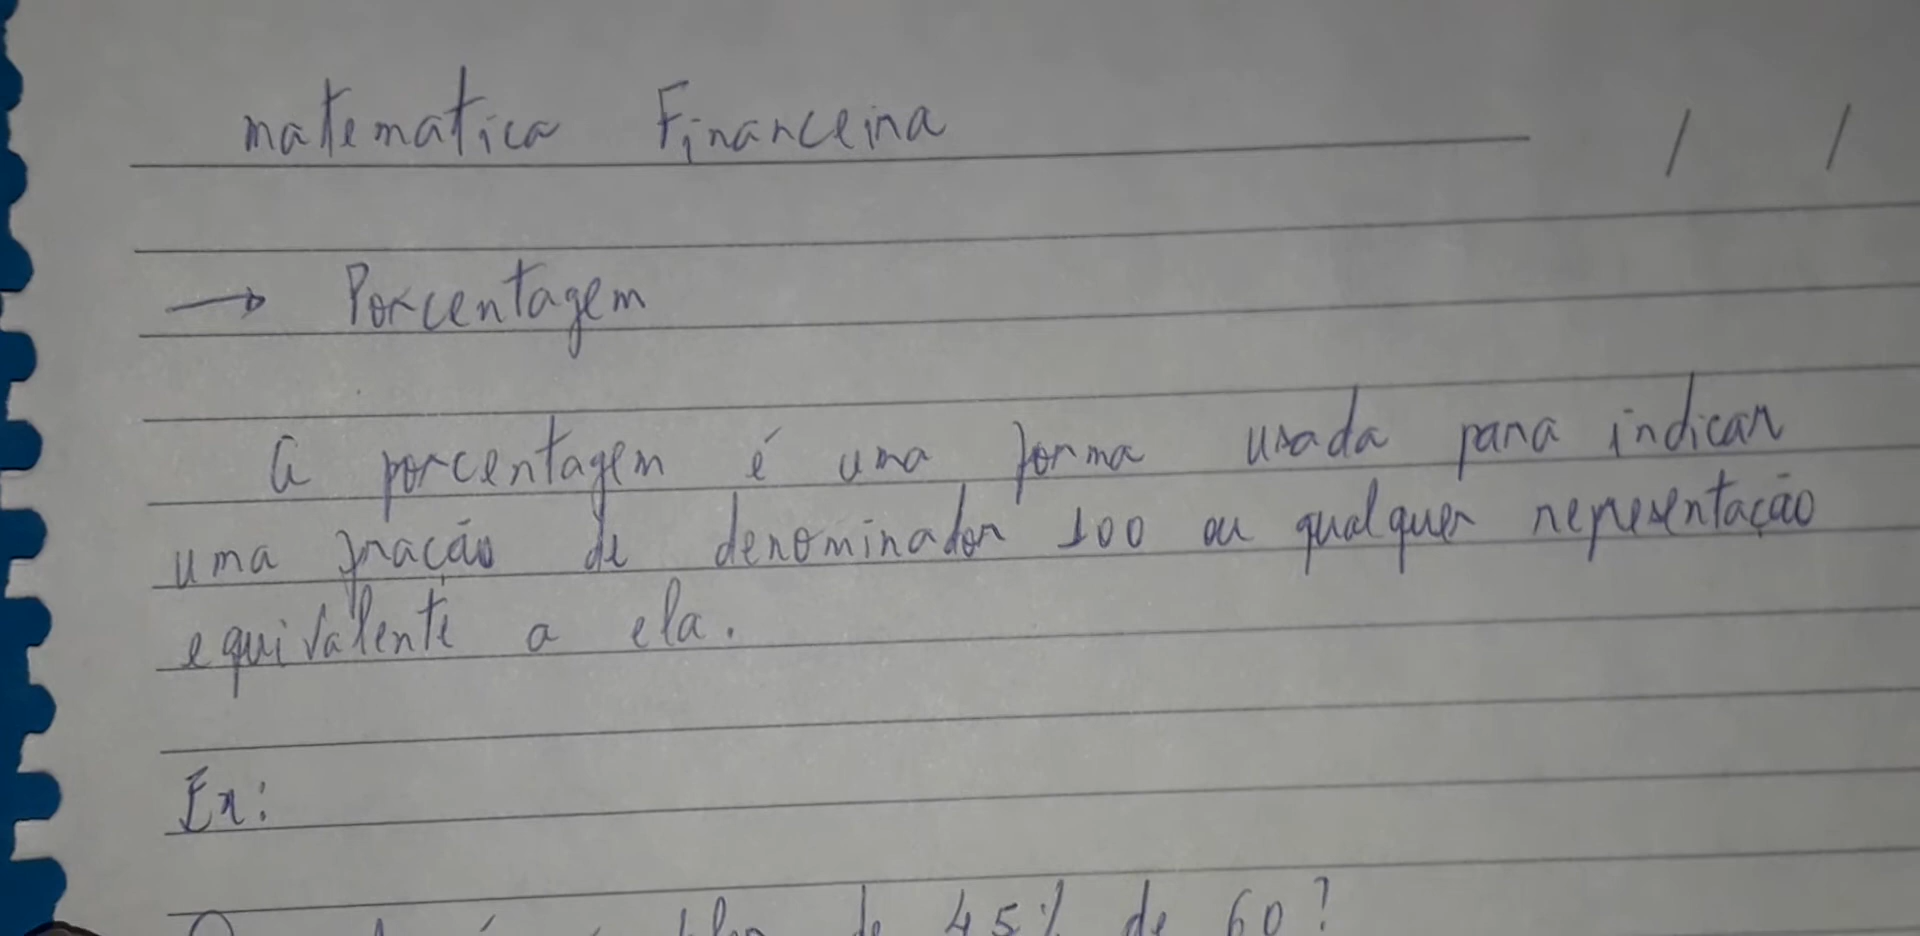 matematica Financeira
/ /
→ Porcentagem
A porcentagem é uma forma usada para indicar
uma fração de denominador 100 ou qualquer representação
equivalente a ela.
Ex:
de 45% de 60?